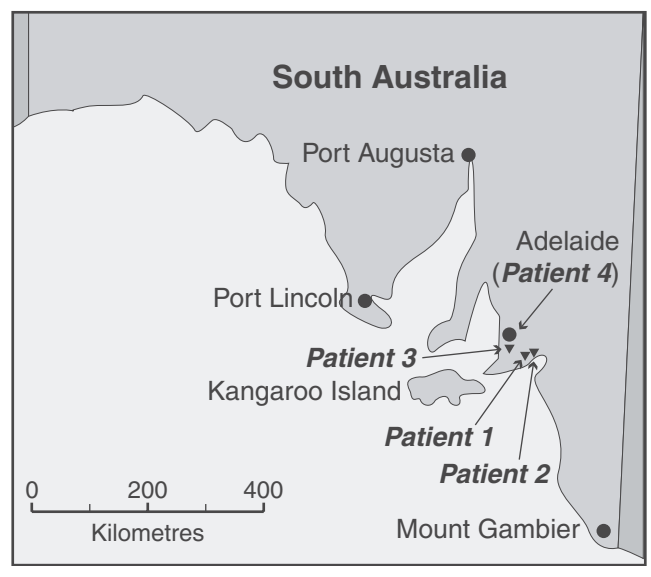 South Australia
Port Augusta
Adelaide
(Patient 4)
Port Lincoln
Patient 3
Kangaroo Island
Patient 1
Patient 2
0 200 400
Kilometres
Mount Gambier